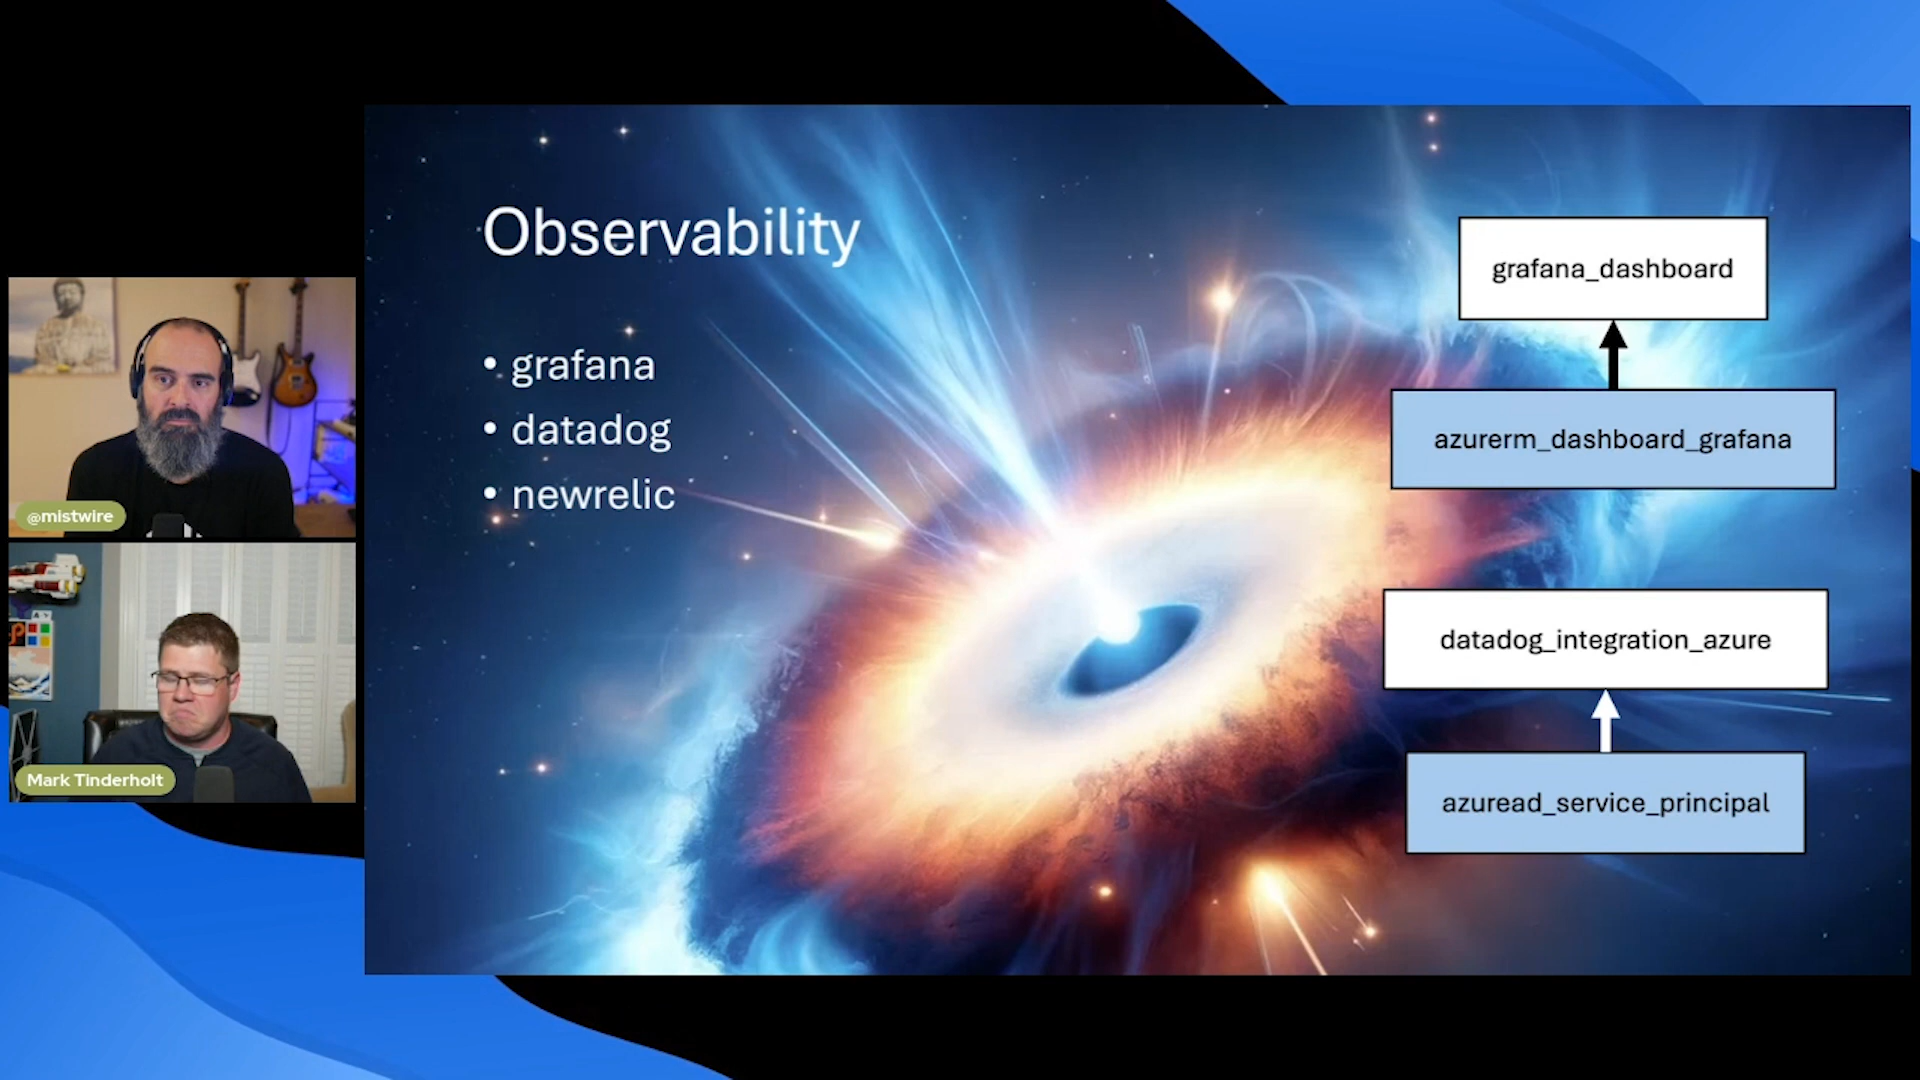 Observability
• grafana
• datadog
• newrelic
grafana_dashboard
azurerm_dashboard_grafana
datadog_integration_azure
azuread_service_principal
@mistwire
Mark Tinderholt